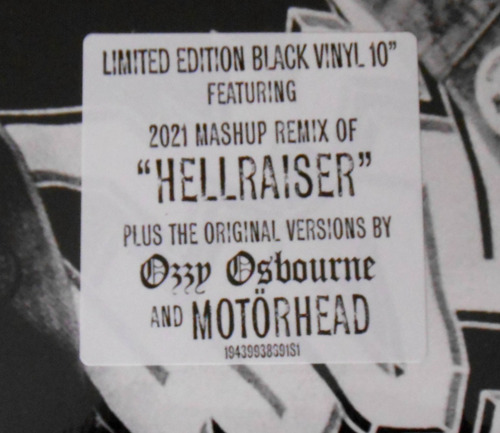 LIMITED EDITION BLACK VINYL 10”
FEATURING
2021 MASHUP REMIX OF
“HELLRAISER”
PLUS THE ORIGINAL VERSIONS BY
Ozzy Osbourne
AND MOTÖRHEAD
19439938691S1